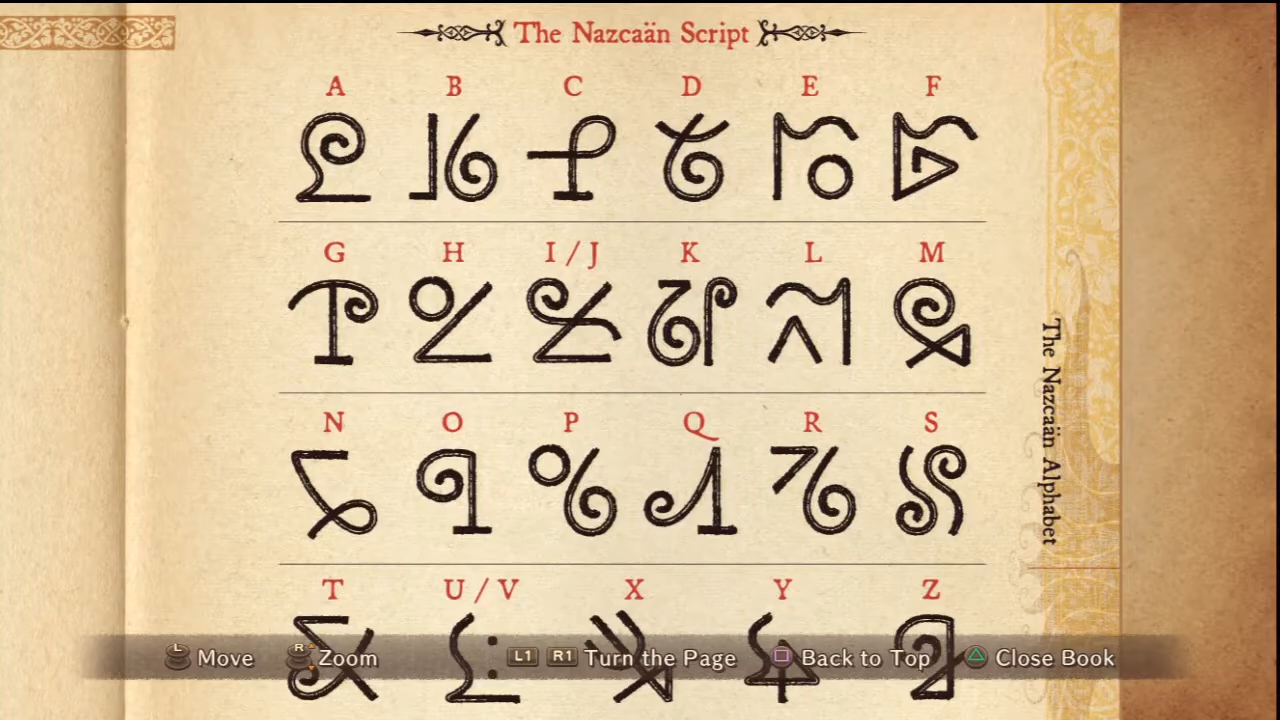 The Nazcaän Script
A B C D E F
G H I / J K L M
N O P Q R S
T U / V X Y Z
The Nazcaän Alphabet
L Move R Zoom L1 R1 Turn the Page Back to Top Close Book